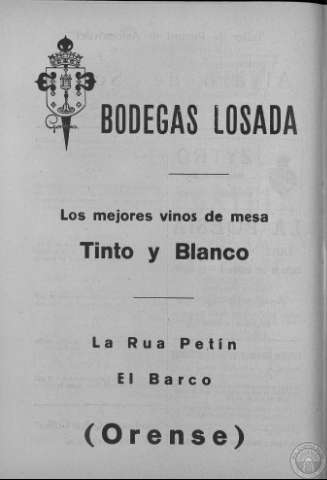 BODEGAS LOSADA
Los mejores vinos de mesa
Tinto y Blanco
La Rua Petín
El Barco
(Orense)